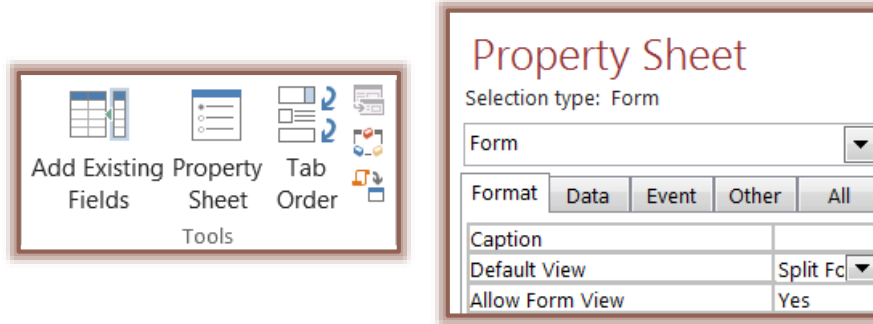 Add Existing Fields
Property Sheet
Tab Order
Tools
Property Sheet
Selection type: Form
Form
Format Data Event Other All
Caption
Default View Split Fo
Allow Form View Yes